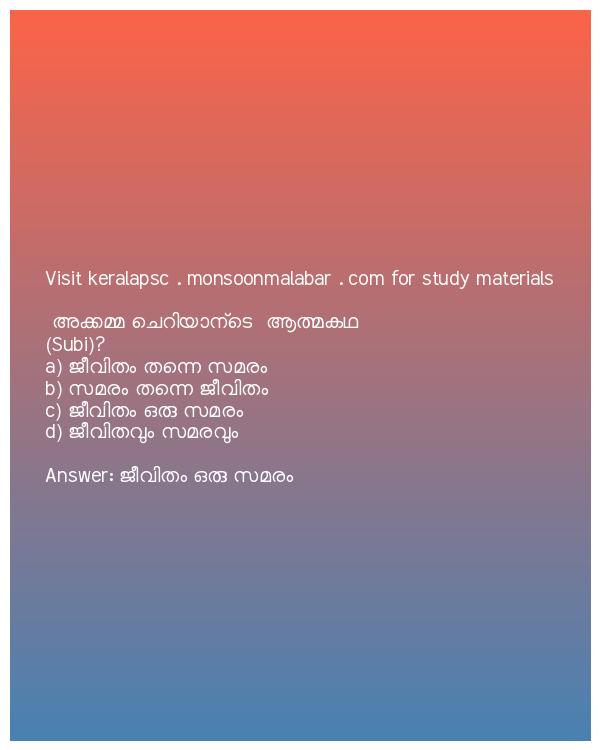 Visit keralapsc . monsoonmalabar . com for study materials
അക്കമ്മ ചെറിയാന്ടെ ആത്മകഥ
(Subi)?
a) ജീവിതം തന്നെ സമരം
b) സമരം തന്നെ ജീവിതം
c) ജീവിതം ഒരു സമരം
d) ജീവിതവും സമരവും
Answer: ജീവിതം ഒരു സമരം